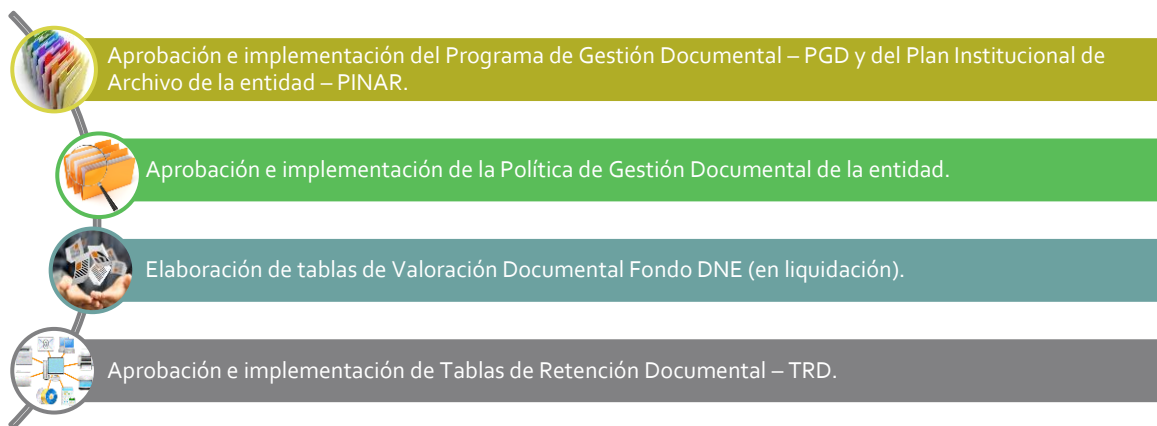 Aprobación e implementación del Programa de Gestión Documental – PGD y del Plan Institucional de
Archivo de la entidad – PINAR.
Aprobación e implementación de la Política de Gestión Documental de la entidad.
Elaboración de tablas de Valoración Documental Fondo DNE (en liquidación).
Aprobación e implementación de Tablas de Retención Documental – TRD.